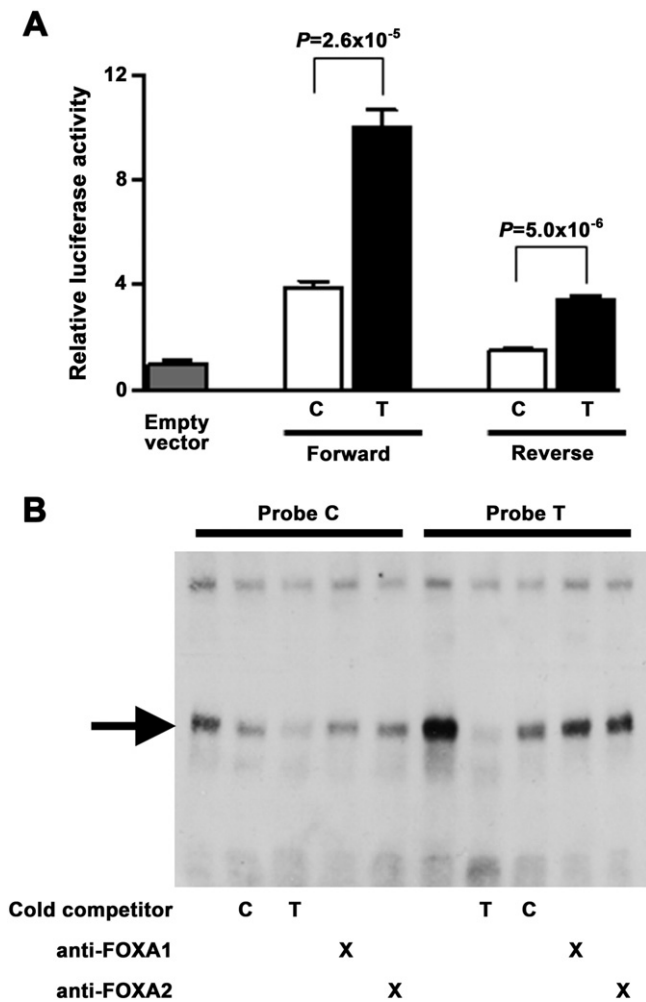 A
P=2.6x10-5
12
8
4
0
Relative luciferase activity
P=5.0x10-6
C T C T
Empty
vector
Forward Reverse
B
Probe C Probe T
Cold competitor C T T C
anti-FOXA1 X X
anti-FOXA2 X X